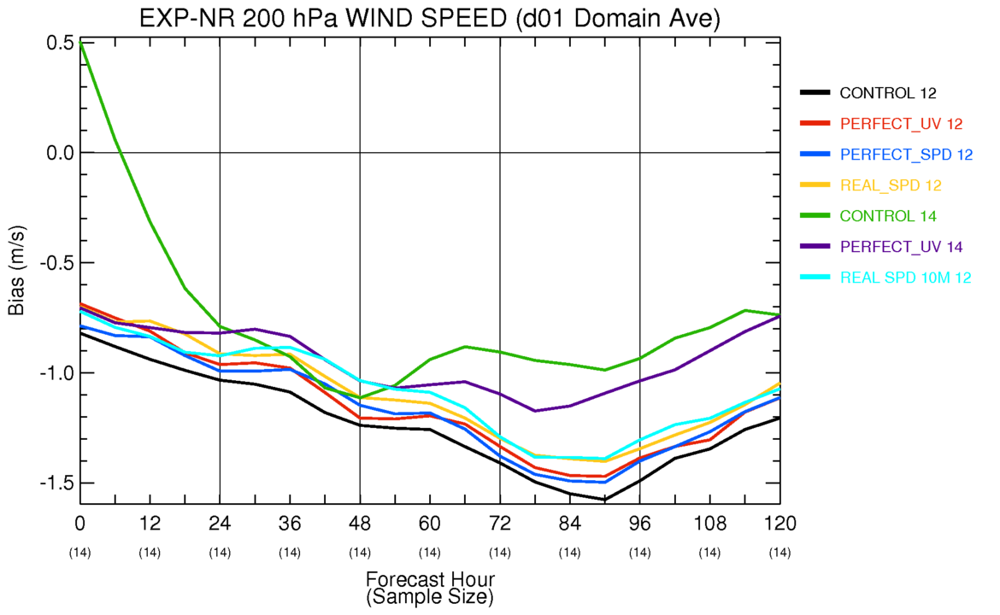 EXP-NR 200 hPa WIND SPEED (d01 Domain Ave)
0.5
0.0
-0.5
-1.0
-1.5
Bias (m/s)
0 12 24 36 48 60 72 84 96 108 120
(14) (14) (14) (14) (14) (14) (14) (14) (14) (14) (14)
Forecast Hour
(Sample Size)
CONTROL 12
PERFECT_UV 12
PERFECT_SPD 12
REAL_SPD 12
CONTROL 14
PERFECT_UV 14
REAL SPD 10M 12